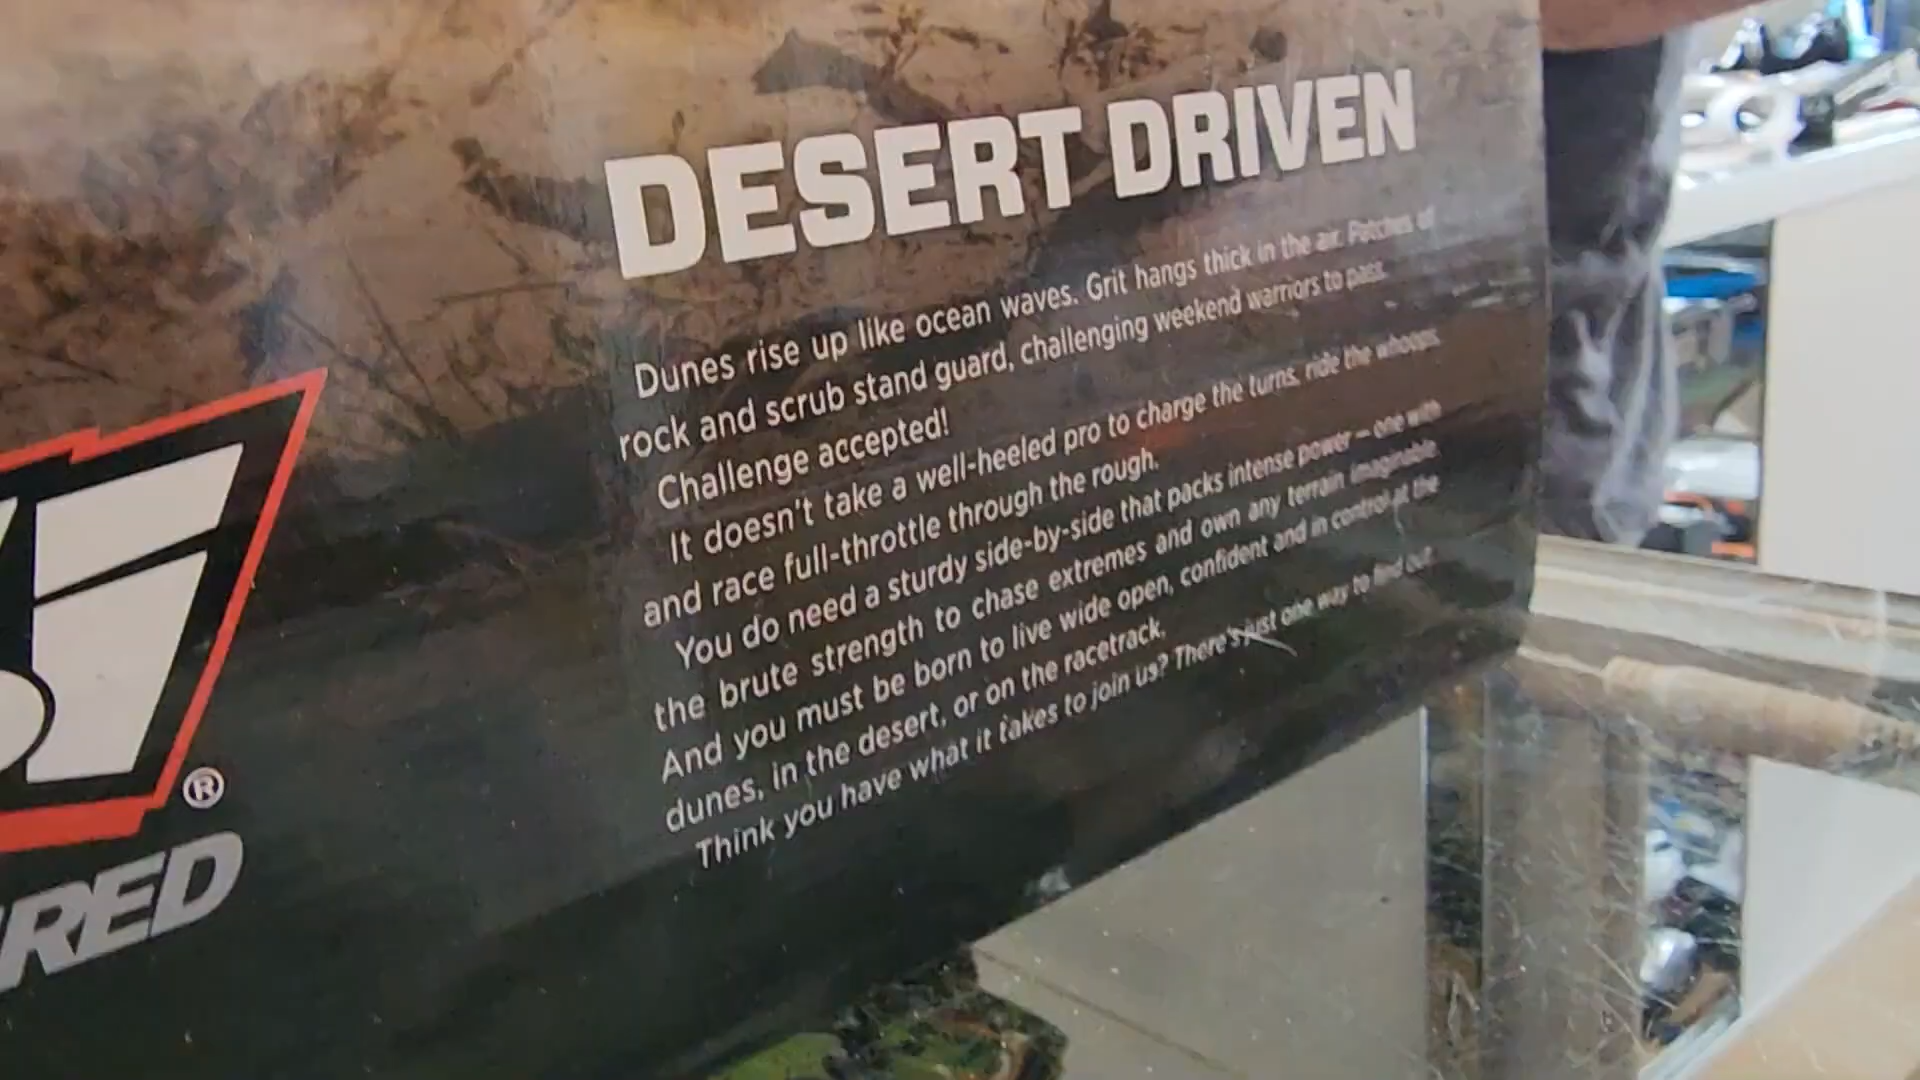 DESERT DRIVEN
Dunes rise up like ocean waves. Grit hangs thick in the air. Patches of
rock and scrub stand guard, challenging weekend warriors to pass.
Challenge accepted!
It doesn't take a well-heeled pro to charge the turns, ride the whoops,
and race full-throttle through the rough.
You do need a sturdy side-by-side that packs intense power – one with
the brute strength to chase extremes and own any terrain imaginable.
And you must be born to live wide open, confident and in control at the
dunes, in the desert, or on the racetrack.
Think you have what it takes to join us? There's just one way to find out.
®
RED